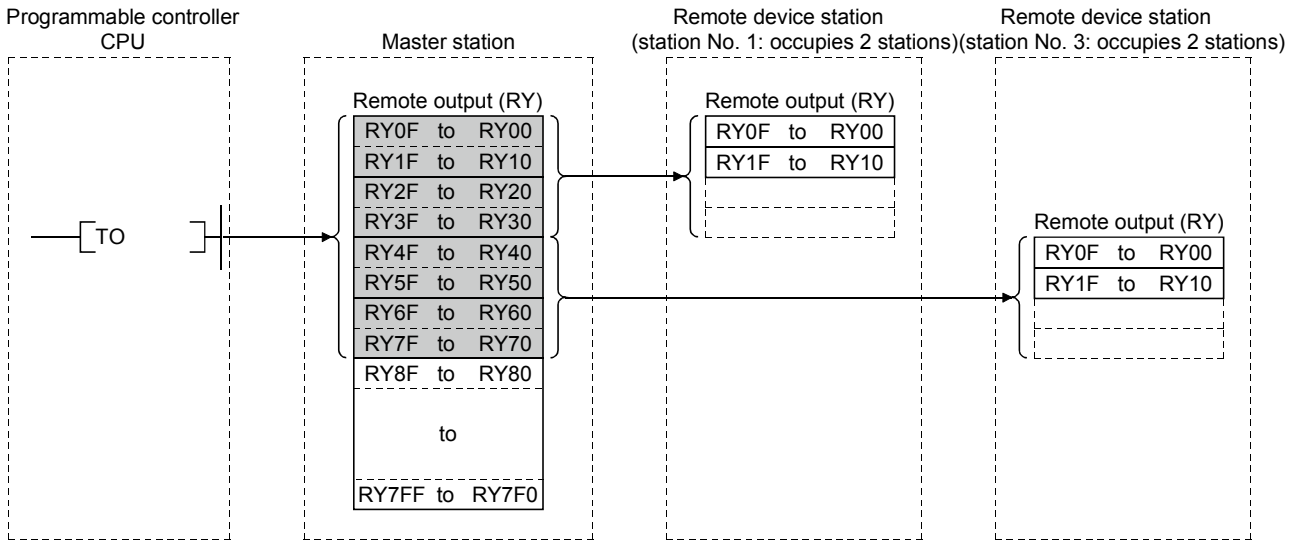 Programmable controller
CPU
Master station
Remote device station
(station No. 1: occupies 2 stations)
Remote device station
(station No. 3: occupies 2 stations)
TO
Remote output (RY)
RY0F to RY00
RY1F to RY10
RY2F to RY20
RY3F to RY30
RY4F to RY40
RY5F to RY50
RY6F to RY60
RY7F to RY70
RY8F to RY80
to
RY7FF to RY7F0
Remote output (RY)
RY0F to RY00
RY1F to RY10
Remote output (RY)
RY0F to RY00
RY1F to RY10